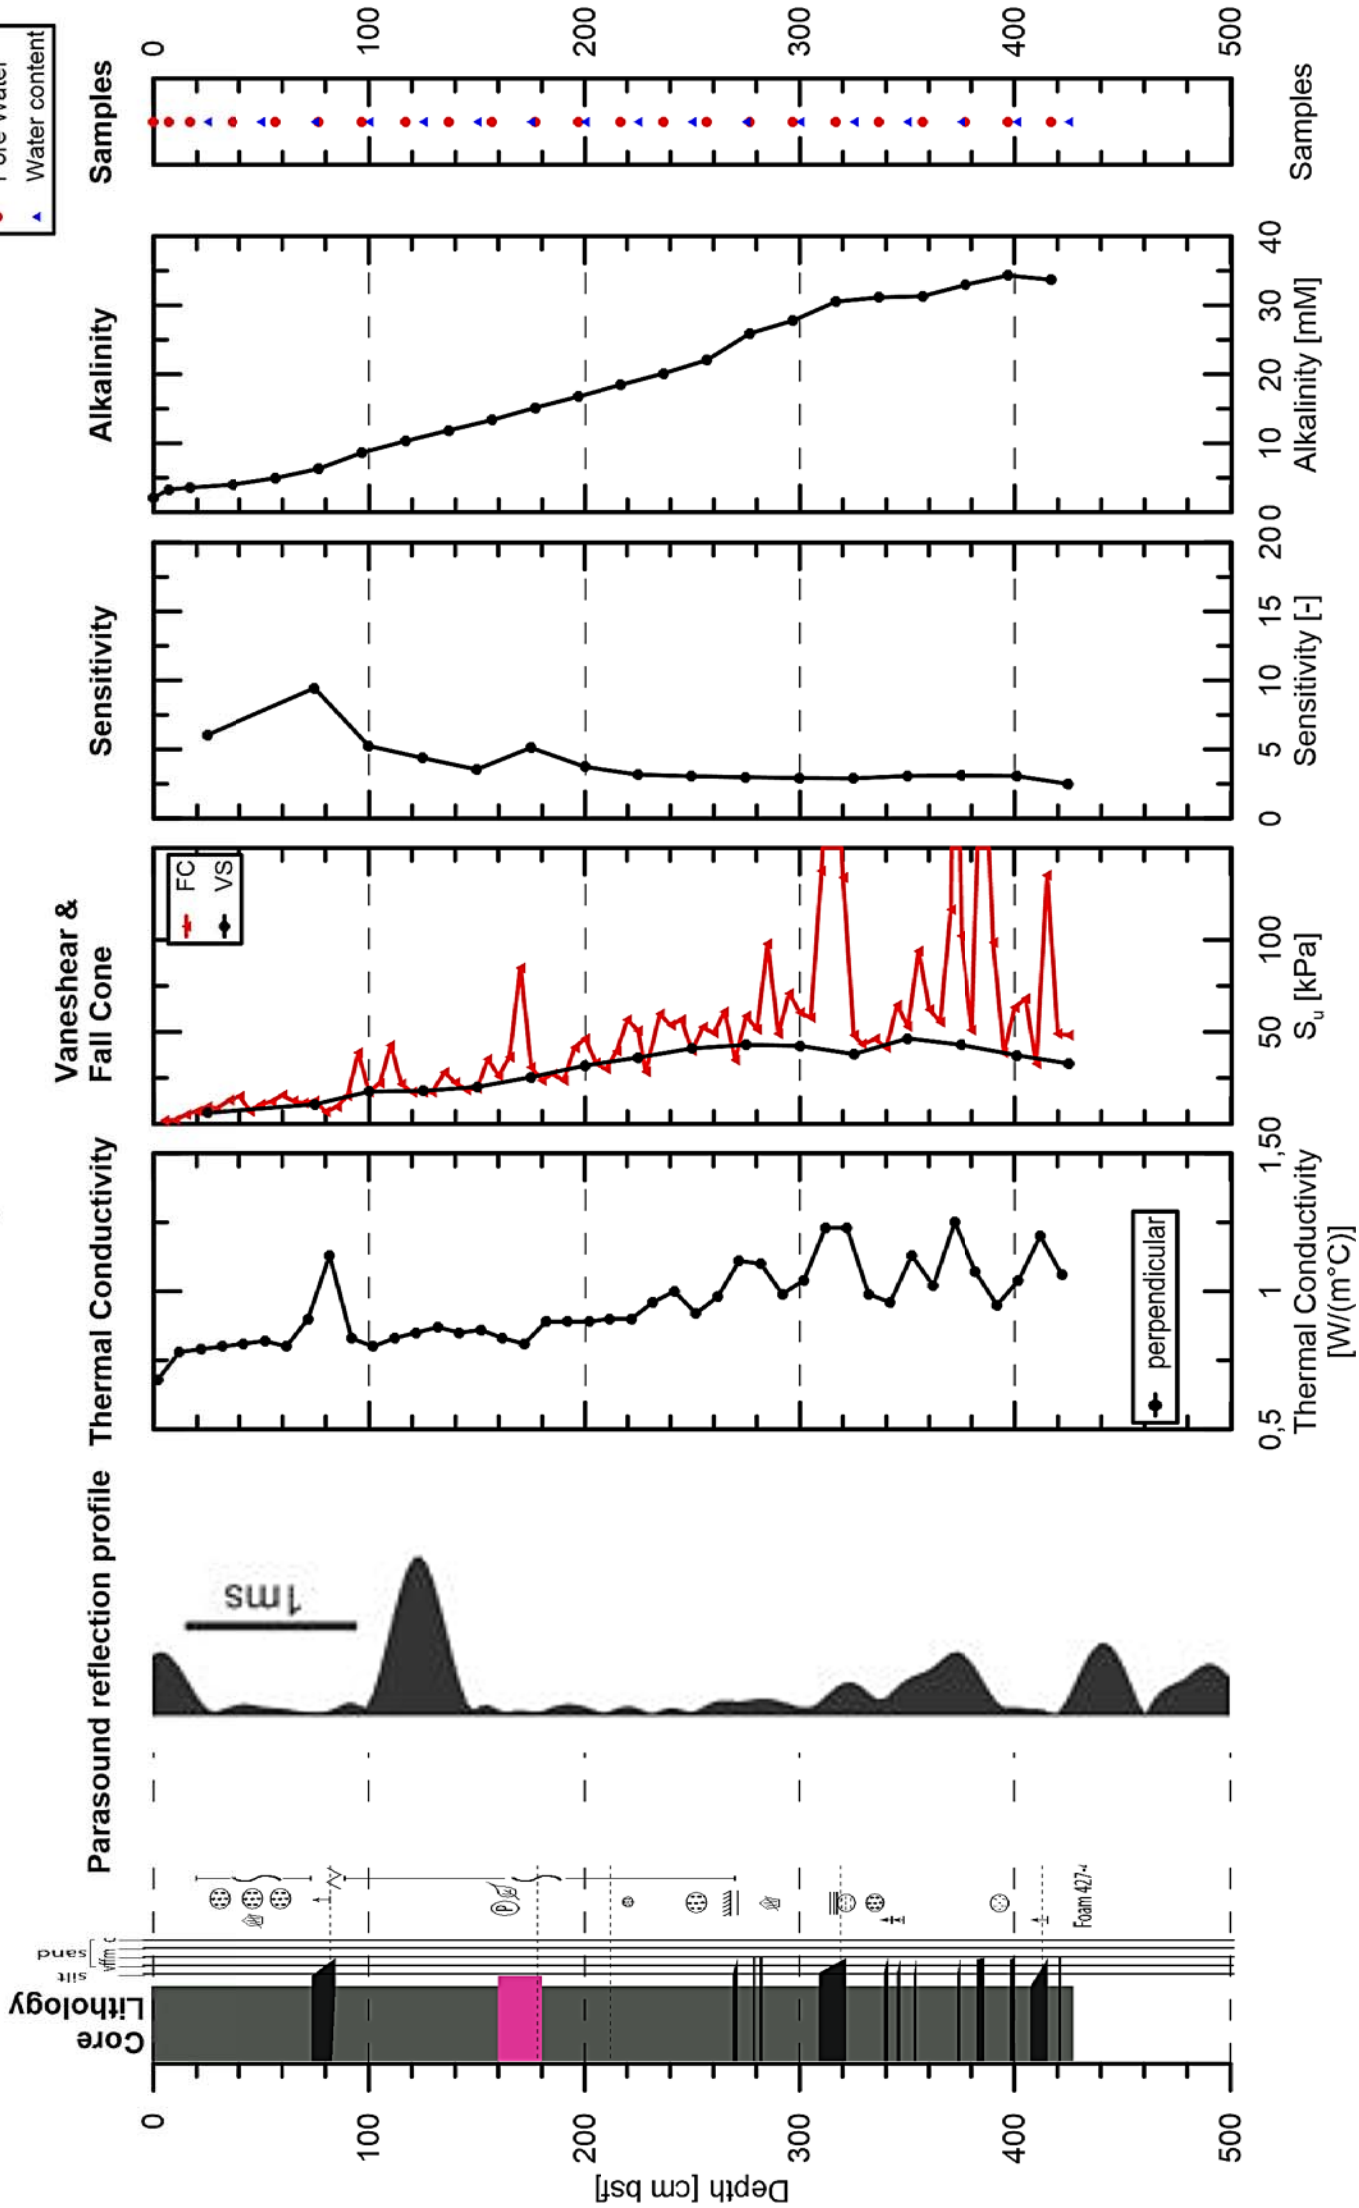 Pore Water
Water content
Samples
0
100
200
300
400
500
Samples
Alkalinity
0
10
20
30
40
Alkalinity [mM]
Sensitivity
0
5
10
15
20
Sensitivity [-]
Vaneshear &
Fall Cone
FC
VS
0
50
100
150
Su [kPa]
Thermal Conductivity
perpendicular
0,5
1
1,5
Thermal Conductivity
[W/(m°C)]
Parasound reflection profile
1ms
Core
Lithology
silt
sand
vffm c
P
Foam 427-4
0
100
200
300
400
500
Depth [cm bsf]